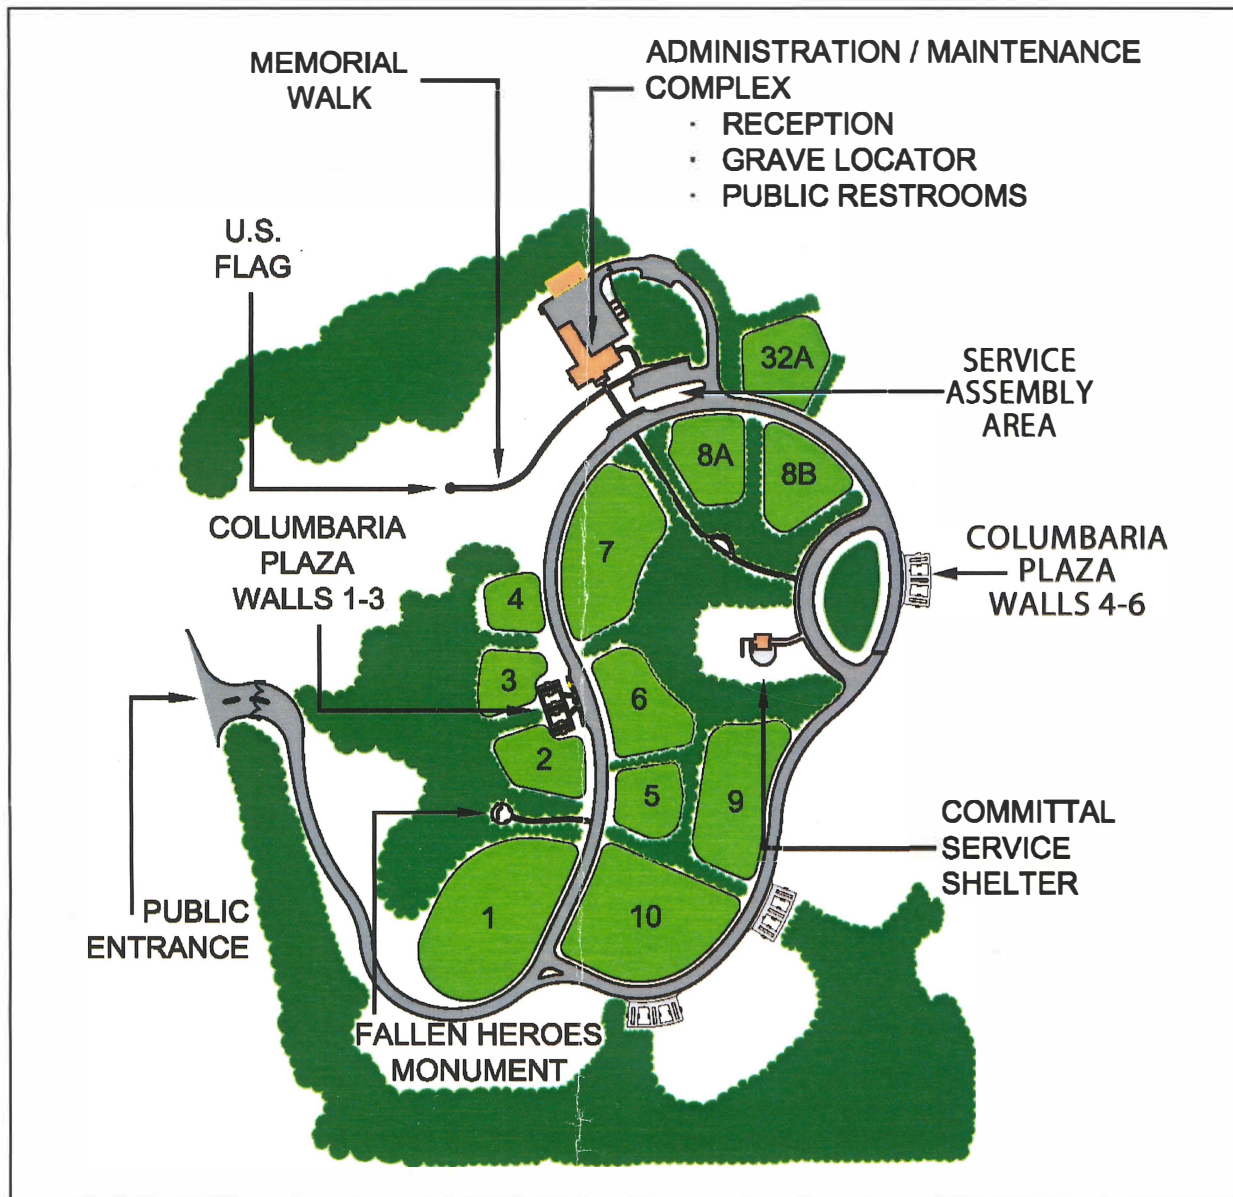 MEMORIAL
WALK
ADMINISTRATION / MAINTENANCE
COMPLEX
· RECEPTION
· GRAVE LOCATOR
· PUBLIC RESTROOMS
U.S.
FLAG
32A
SERVICE
ASSEMBLY
AREA
8A
8B
COLUMBARIA
PLAZA
WALLS 1-3
7
COLUMBARIA
PLAZA
WALLS 4-6
4
3
6
2
5
9
COMMITTAL
SERVICE
SHELTER
PUBLIC
ENTRANCE
1
10
FALLEN HEROES
MONUMENT